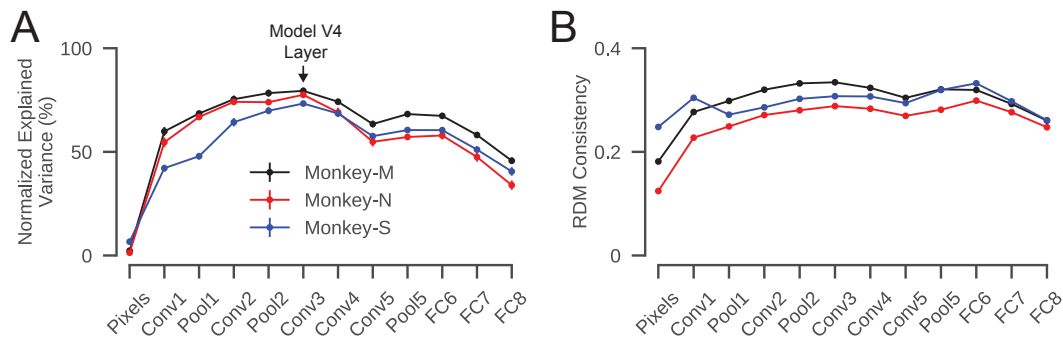 A
Model V4
Layer
Normalized Explained
Variance (%)
100
50
0
Monkey-M
Monkey-N
Monkey-S
Pixels
Conv1
Pool1
Conv2
Pool2
Conv3
Conv4
Conv5
Pool5
FC6
FC7
FC8
B
RDM Consistency
0.4
0.2
0
Pixels
Conv1
Pool1
Conv2
Pool2
Conv3
Conv4
Conv5
Pool5
FC6
FC7
FC8